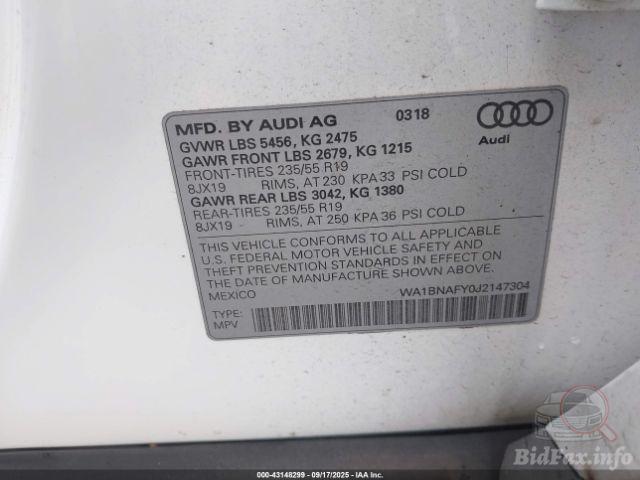 MFD. BY AUDI AG 0318
GVWR LBS 5456, KG 2475
GAWR FRONT LBS 2679, KG 1215
FRONT-TIRES 235/55 R19
8JX19 RIMS, AT 230 KPA 33 PSI COLD
GAWR REAR LBS 3042, KG 1380
REAR-TIRES 235/55 R19
8JX19 RIMS, AT 250 KPA 36 PSI COLD
Audi
THIS VEHICLE CONFORMS TO ALL APPLICABLE
U.S. FEDERAL MOTOR VEHICLE SAFETY AND
THEFT PREVENTION STANDARDS IN EFFECT ON
THE DATE OF MANUFACTURE SHOWN ABOVE
MEXICO WA1BNAFY0J2147304
TYPE:
MPV
BidFax.info
000-43148299 - 09/17/2025 - IAA Inc.